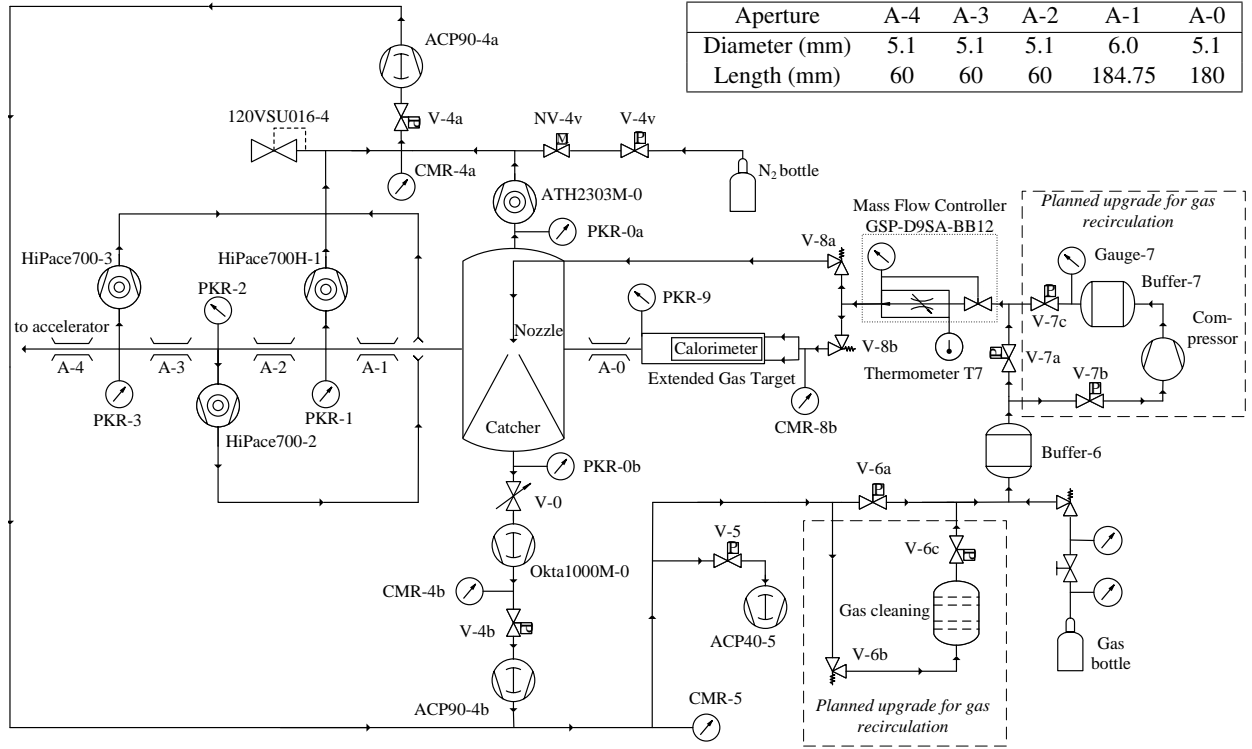 Aperture A-4 A-3 A-2 A-1 A-0
Diameter (mm) 5.1 5.1 5.1 6.0 5.1
Length (mm) 60 60 60 184.75 180
ACP90-4a
V-4a
120VSU016-4
CMR-4a
NV-4v
V-4v
M
P
P
N2 bottle
ATH2303M-0
PKR-0a
HiPace700-3
HiPace700H-1
PKR-2
to accelerator
A-4
A-3
A-2
A-1
PKR-3
PKR-1
HiPace700-2
Nozzle
Catcher
A-0
PKR-9
Calorimeter
Extended Gas Target
V-8a
V-8b
CMR-8b
Mass Flow Controller
GSP-D9SA-BB12
Thermometer T7
Planned upgrade for gas
recirculation
Gauge-7
Buffer-7
P
V-7c
Com-
pressor
P
V-7a
P
V-7b
Buffer-6
PKR-0b
V-0
Okta1000M-0
CMR-4b
V-4b
P
ACP90-4b
CMR-5
V-5
P
ACP40-5
V-6a
P
V-6c
P
Gas cleaning
V-6b
Planned upgrade for gas
recirculation
Gas
bottle